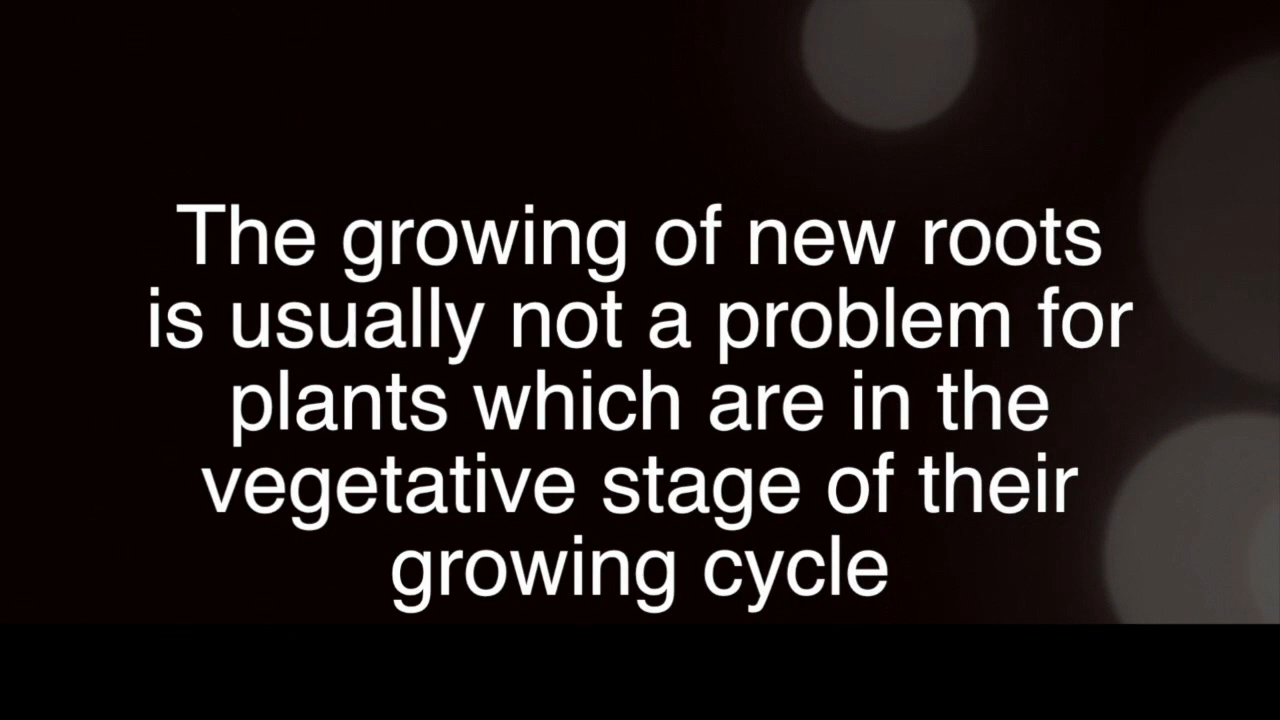 The growing of new roots
is usually not a problem for
plants which are in the
vegetative stage of their
growing cycle